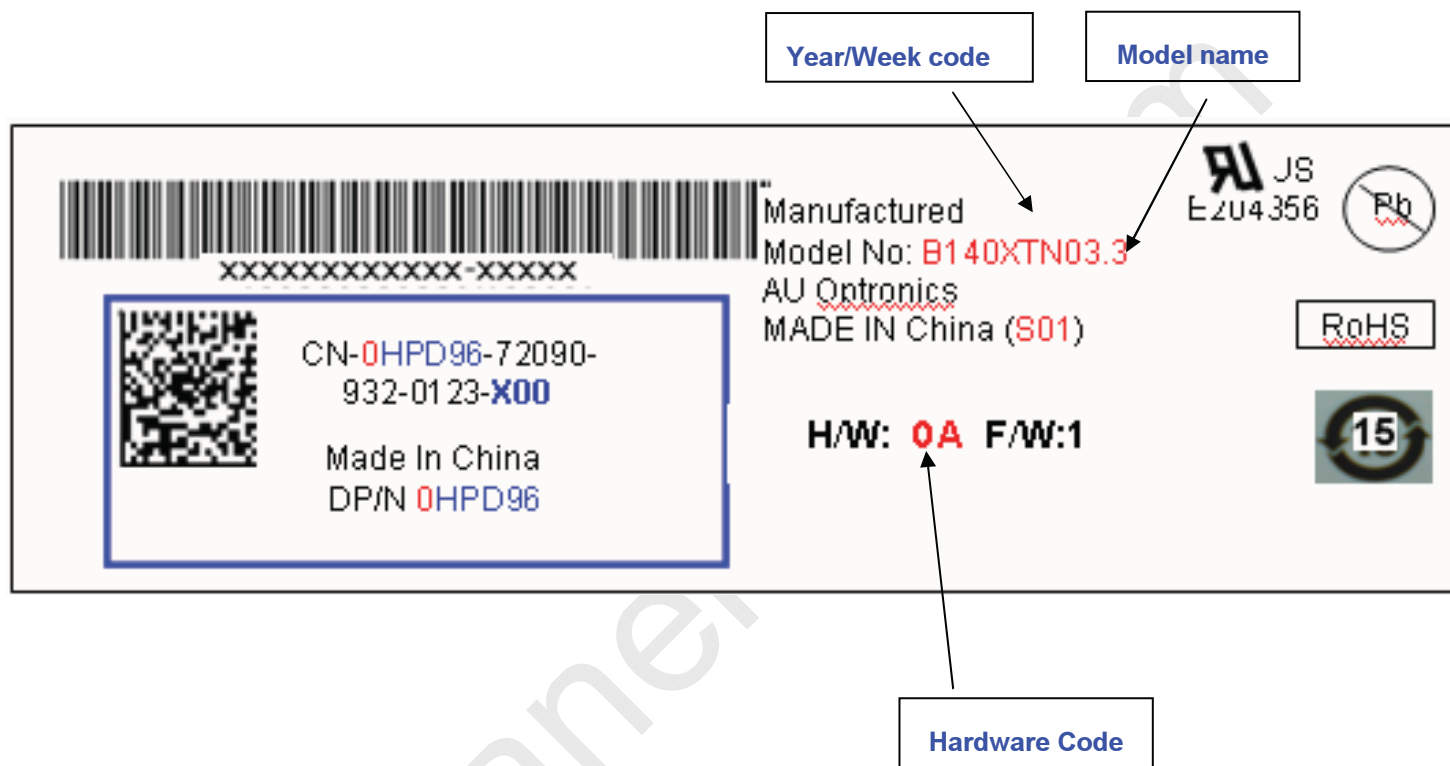 Year/Week code
Model name
Manufactured
Model No: B140XTN03.3
AU Optronics
MADE IN China (S01)
JS
E204356
Pb
RoHS
XXXXXXXXXXXX-XXXXX
CN-0HPD96-72090-
932-0123-X00
Made In China
DP/N 0HPD96
H/W: 0A F/W:1
15
Hardware Code